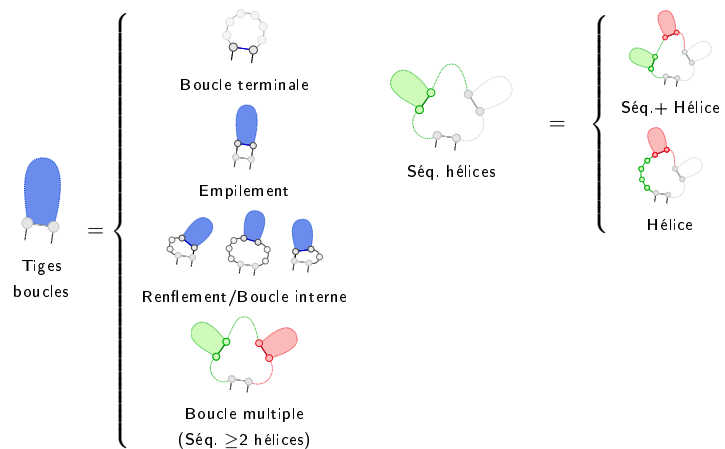 Tiges
boucles
=
Boucle terminale
Empilement
Renflement/Boucle interne
Boucle multiple
(Séq. ≥2 hélices)
Séq. hélices
=
Séq.+ Hélice
Hélice